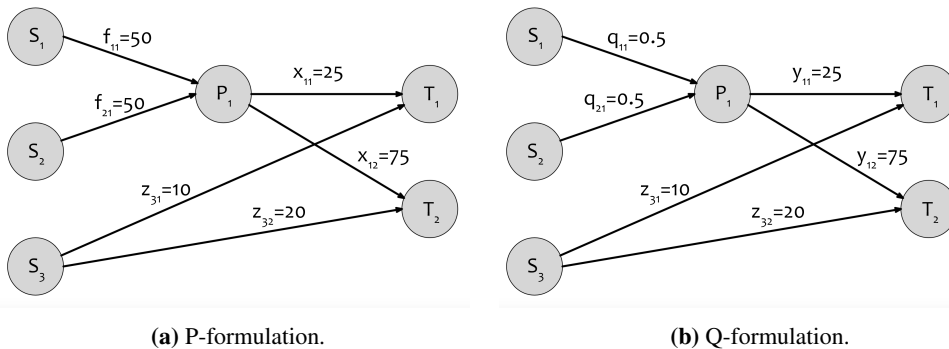 S₁
f₁₁=50
P₁
x₁₁=25
T₁
f₂₁=50
S₂
x₁₂=75
z₃₁=10
z₃₂=20
T₂
S₃
(a) P-formulation.
S₁
q₁₁=0.5
P₁
y₁₁=25
T₁
q₂₁=0.5
S₂
y₁₂=75
z₃₁=10
z₃₂=20
T₂
S₃
(b) Q-formulation.